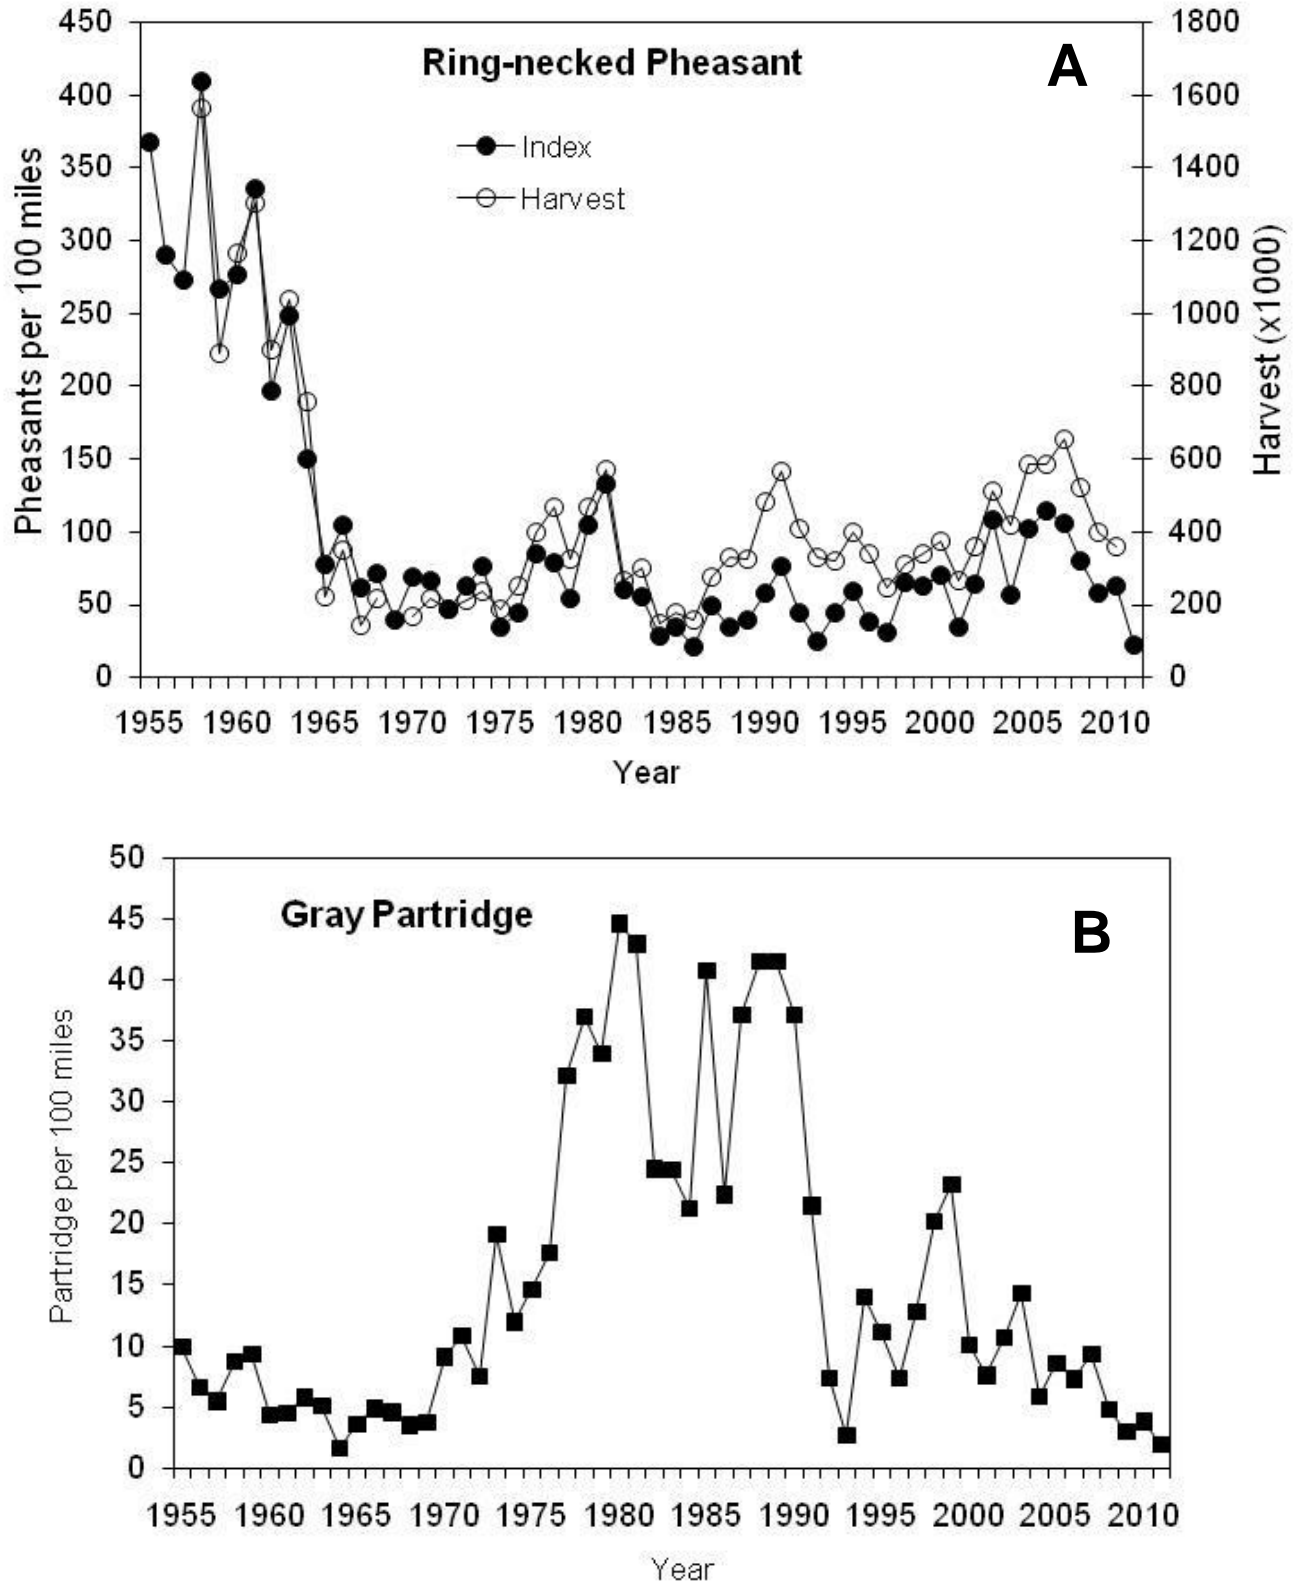 Ring-necked Pheasant
A
Index
Harvest
Pheasants per 100 miles
450
400
350
300
250
200
150
100
50
0
1800
1600
1400
1200
1000
800
600
400
200
0
Harvest (x1000)
1955 1960 1965 1970 1975 1980 1985 1990 1995 2000 2005 2010
Year
Gray Partridge
B
Partridge per 100 miles
50
45
40
35
30
25
20
15
10
5
0
1955 1960 1965 1970 1975 1980 1985 1990 1995 2000 2005 2010
Year